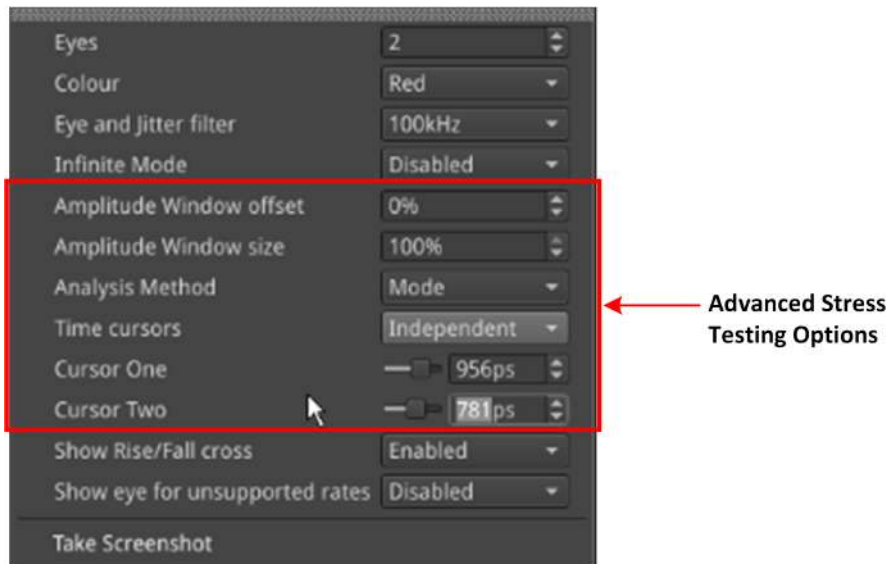 Eyes 2
Colour Red
Eye and Jitter filter 100kHz
Infinite Mode Disabled
Amplitude Window offset 0%
Amplitude Window size 100%
Analysis Method Mode
Time cursors Independent
Cursor One 956ps
Cursor Two 781ps
Show Rise/Fall cross Enabled
Show eye for unsupported rates Disabled
Take Screenshot
Advanced Stress
Testing Options